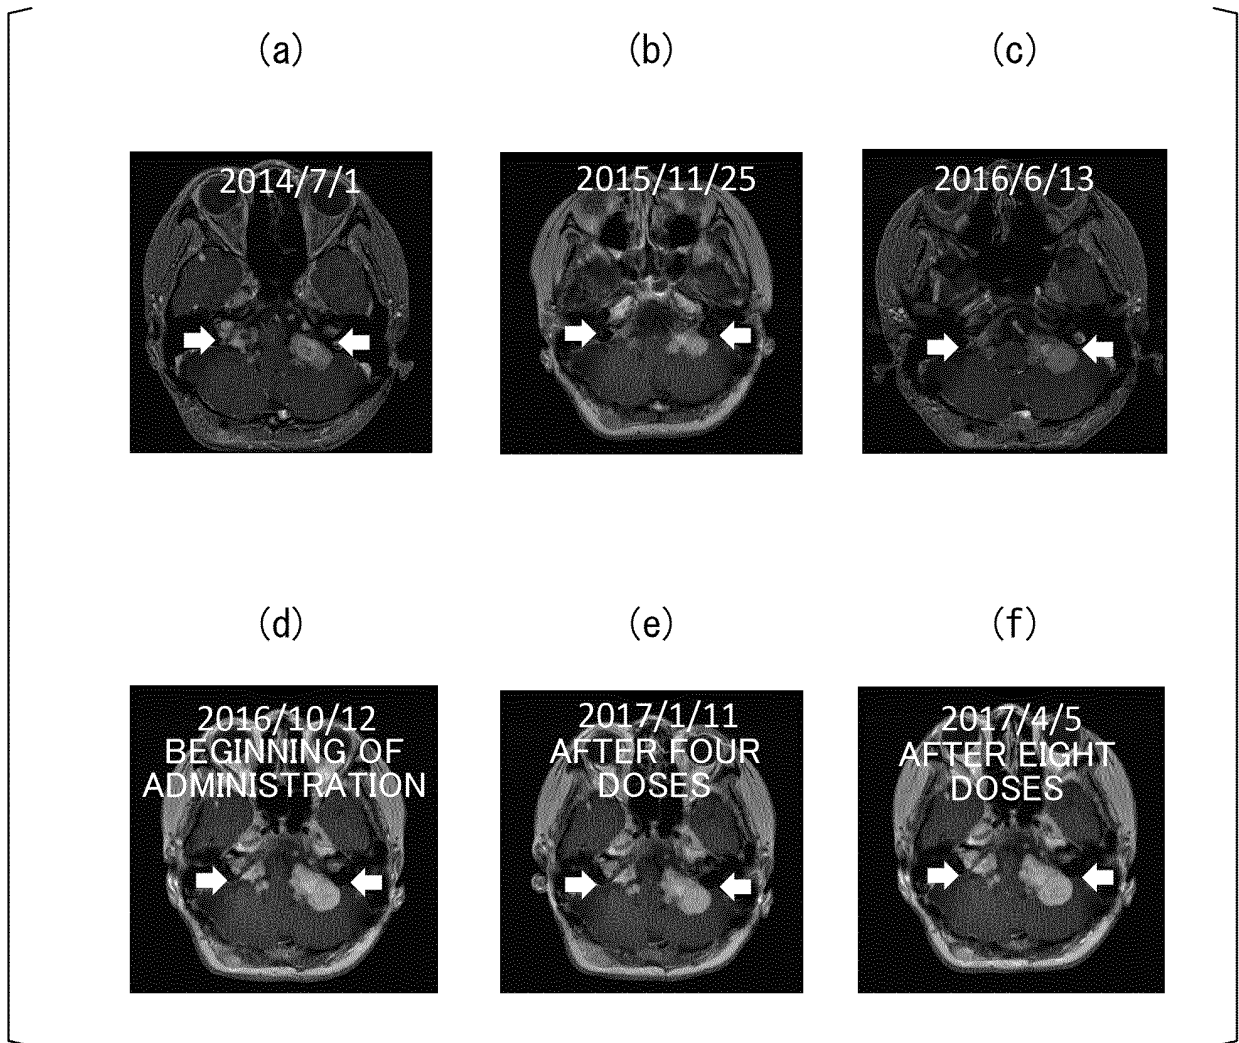 (a)
(b)
(c)
2014/7/1
2015/11/25
2016/6/13
(d)
(e)
(f)
2016/10/12
BEGINNING OF
ADMINISTRATION
2017/1/11
AFTER FOUR
DOSES
2017/4/5
AFTER EIGHT
DOSES